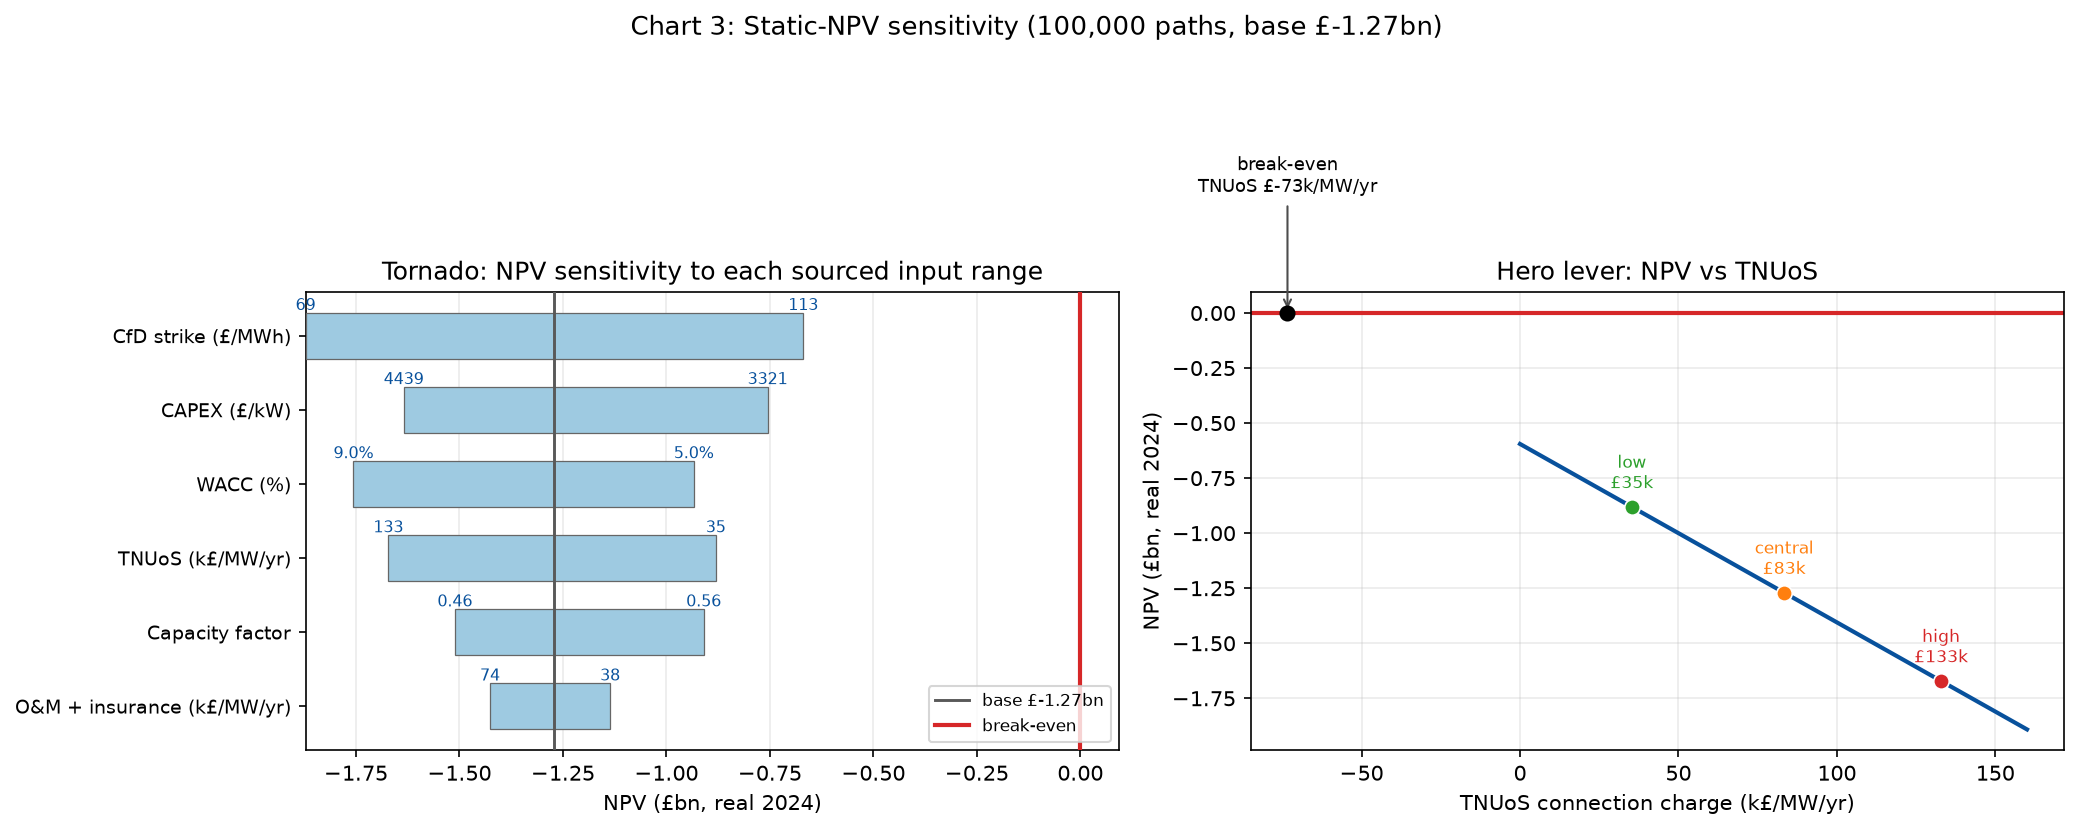 Chart 3: Static-NPV sensitivity (100,000 paths, base £-1.27bn)
Tornado: NPV sensitivity to each sourced input range
69
113
CfD strike (£/MWh)
4439
3321
CAPEX (£/kW)
9.0%
5.0%
WACC (%)
133
35
TNUoS (k£/MW/yr)
0.46
0.56
Capacity factor
74
38
O&M + insurance (k£/MW/yr)
base £-1.27bn
break-even
−1.75
−1.50
−1.25
−1.00
−0.75
−0.50
−0.25
0.00
NPV (£bn, real 2024)
break-even
TNUoS £-73k/MW/yr
Hero lever: NPV vs TNUoS
0.00
−0.25
−0.50
−0.75
−1.00
−1.25
−1.50
−1.75
NPV (£bn, real 2024)
low
£35k
central
£83k
high
£133k
−50
0
50
100
150
TNUoS connection charge (k£/MW/yr)